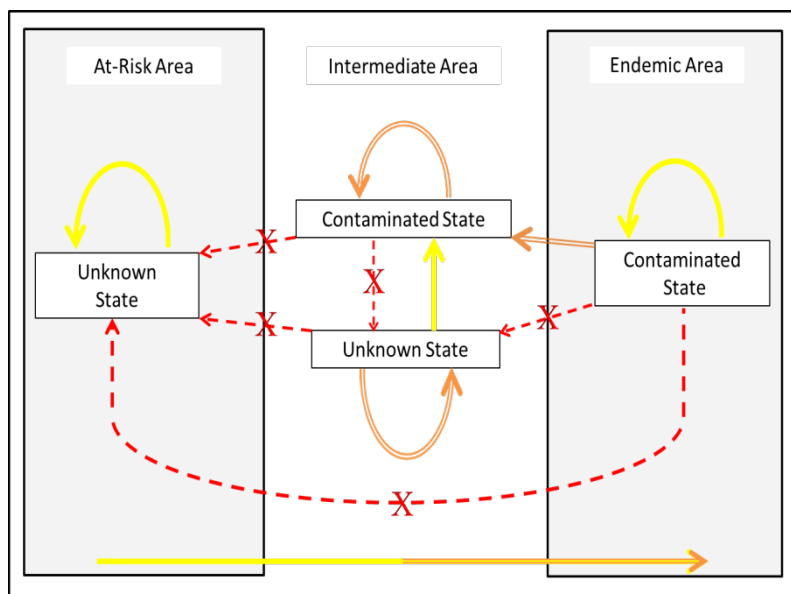 At-Risk Area
Intermediate Area
Endemic Area
Contaminated State
X
Unknown
State
X
Contaminated
State
X
X
Unknown State
X
X